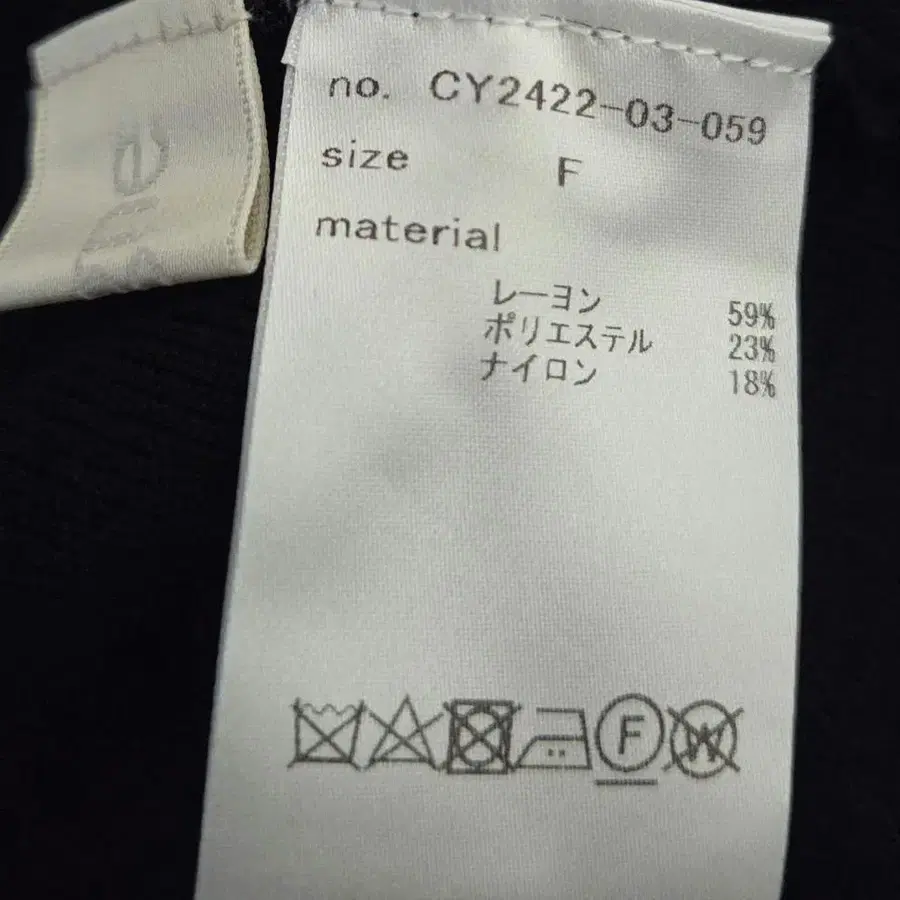 no. CY2422-03-059
size F
material
レーヨン 59%
ポリエステル 23%
ナイロン 18%
F
W